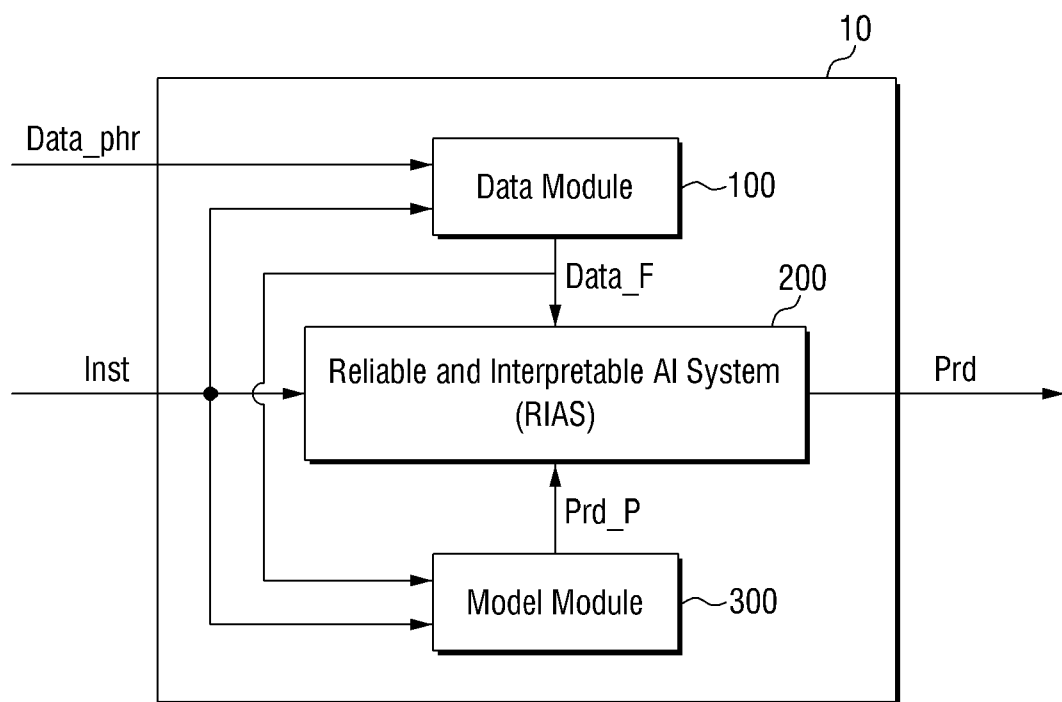 10
Data_phr
Data Module
100
Data_F
200
Inst
Reliable and Interpretable AI System
(RIAS)
Prd
Prd_P
Model Module
300